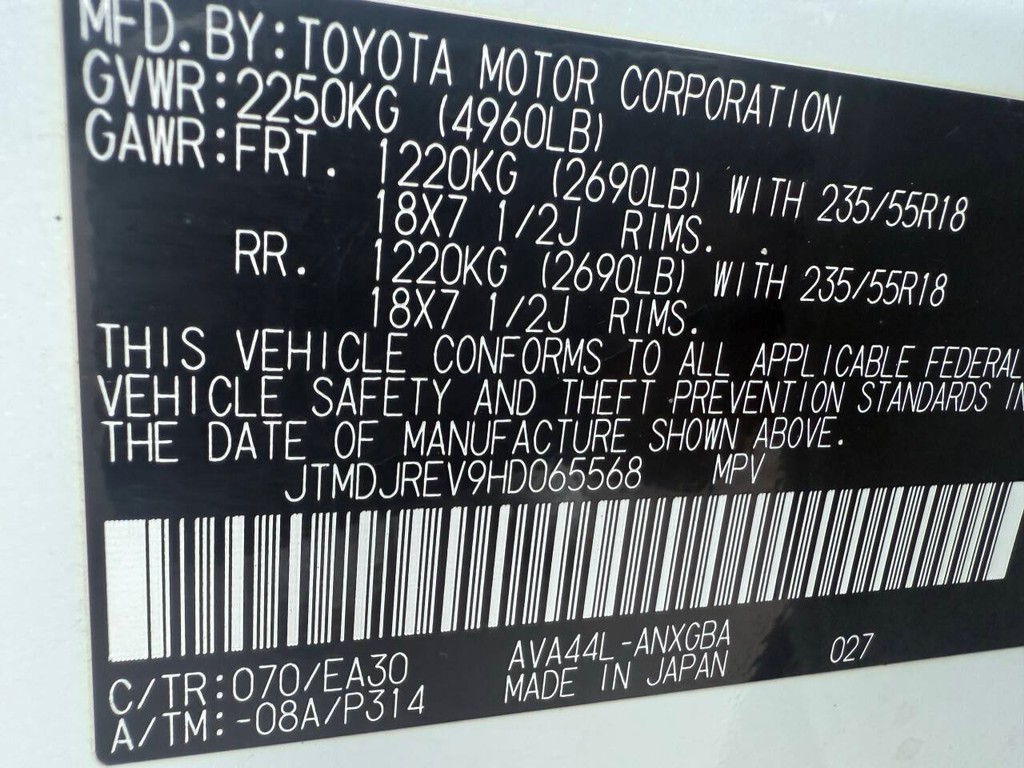 MFD. BY: TOYOTA MOTOR CORPORATION
GVWR: 2250KG (4960LB)
GAWR: FRT. 1220KG (2690LB) WITH 235/55R18
18X7 1/2J RIMS.
RR. 1220KG (2690LB) WITH 235/55R18
18X7 1/2J RIMS.
THIS VEHICLE CONFORMS TO ALL APPLICABLE FEDERAL
VEHICLE SAFETY AND THEFT PREVENTION STANDARDS IN
THE DATE OF MANUFACTURE SHOWN ABOVE.
JTMDJREV9HD065568 MPV
AVA44L-ANXGBA 027
C/TR: 070/EA30 MADE IN JAPAN
A/TM: -08A/P314